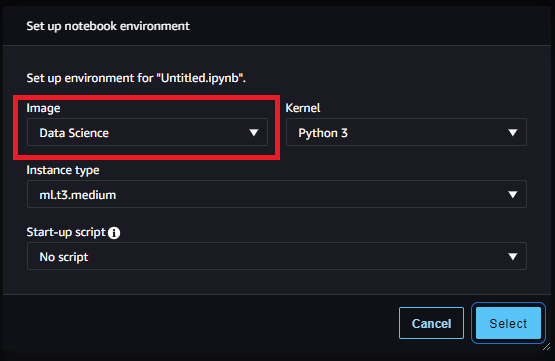 Set up notebook environment
Set up environment for "Untitled.ipynb".
Image Kernel
Data Science Python 3
Instance type
ml.t3.medium
Start-up script
No script
Cancel Select